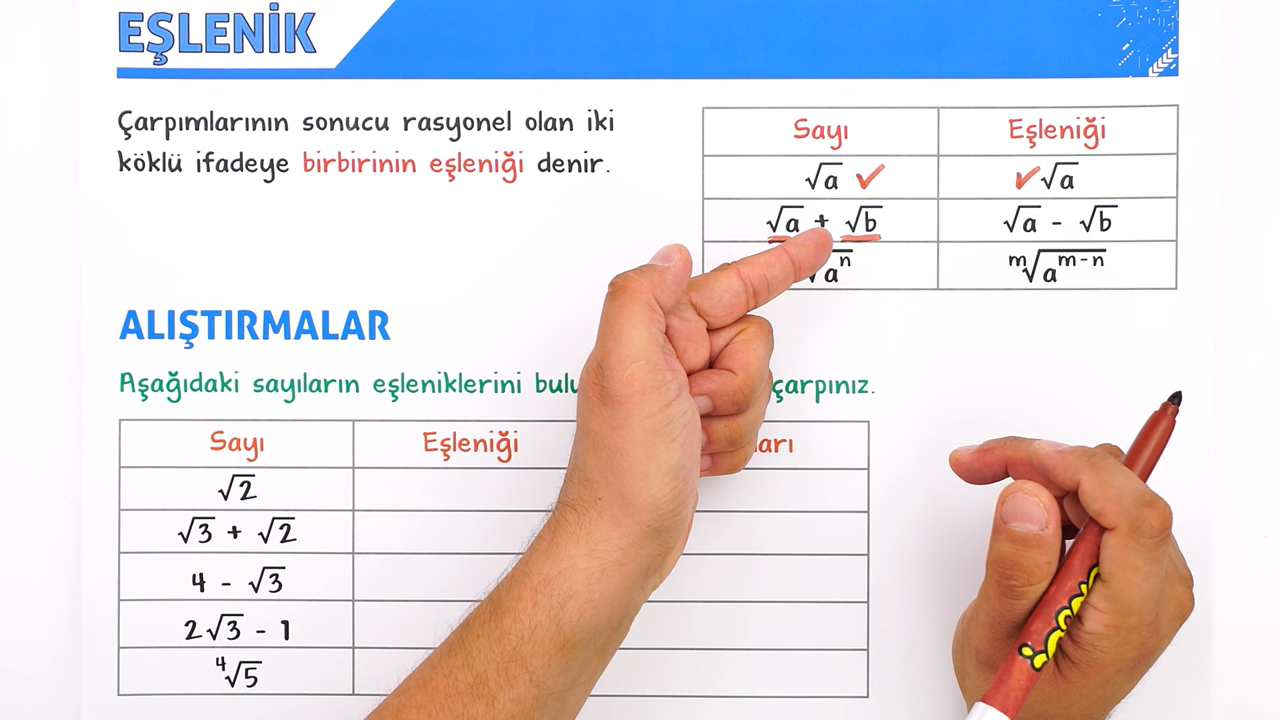 EŞLENİK
Çarpımlarının sonucu rasyonel olan iki
köklü ifadeye birbirinin eşleniği denir.
Sayı Eşleniği
√a ✓ ✓ √a
√a + √b √a - √b
√aⁿ ᵐ√aᵐ⁻ⁿ
ALIŞTIRMALAR
Aşağıdaki sayıların eşleniklerini çarpınız.
Sayı Eşleniği
√2
√3 + √2
4 - √3
2√3 - 1
⁴√5